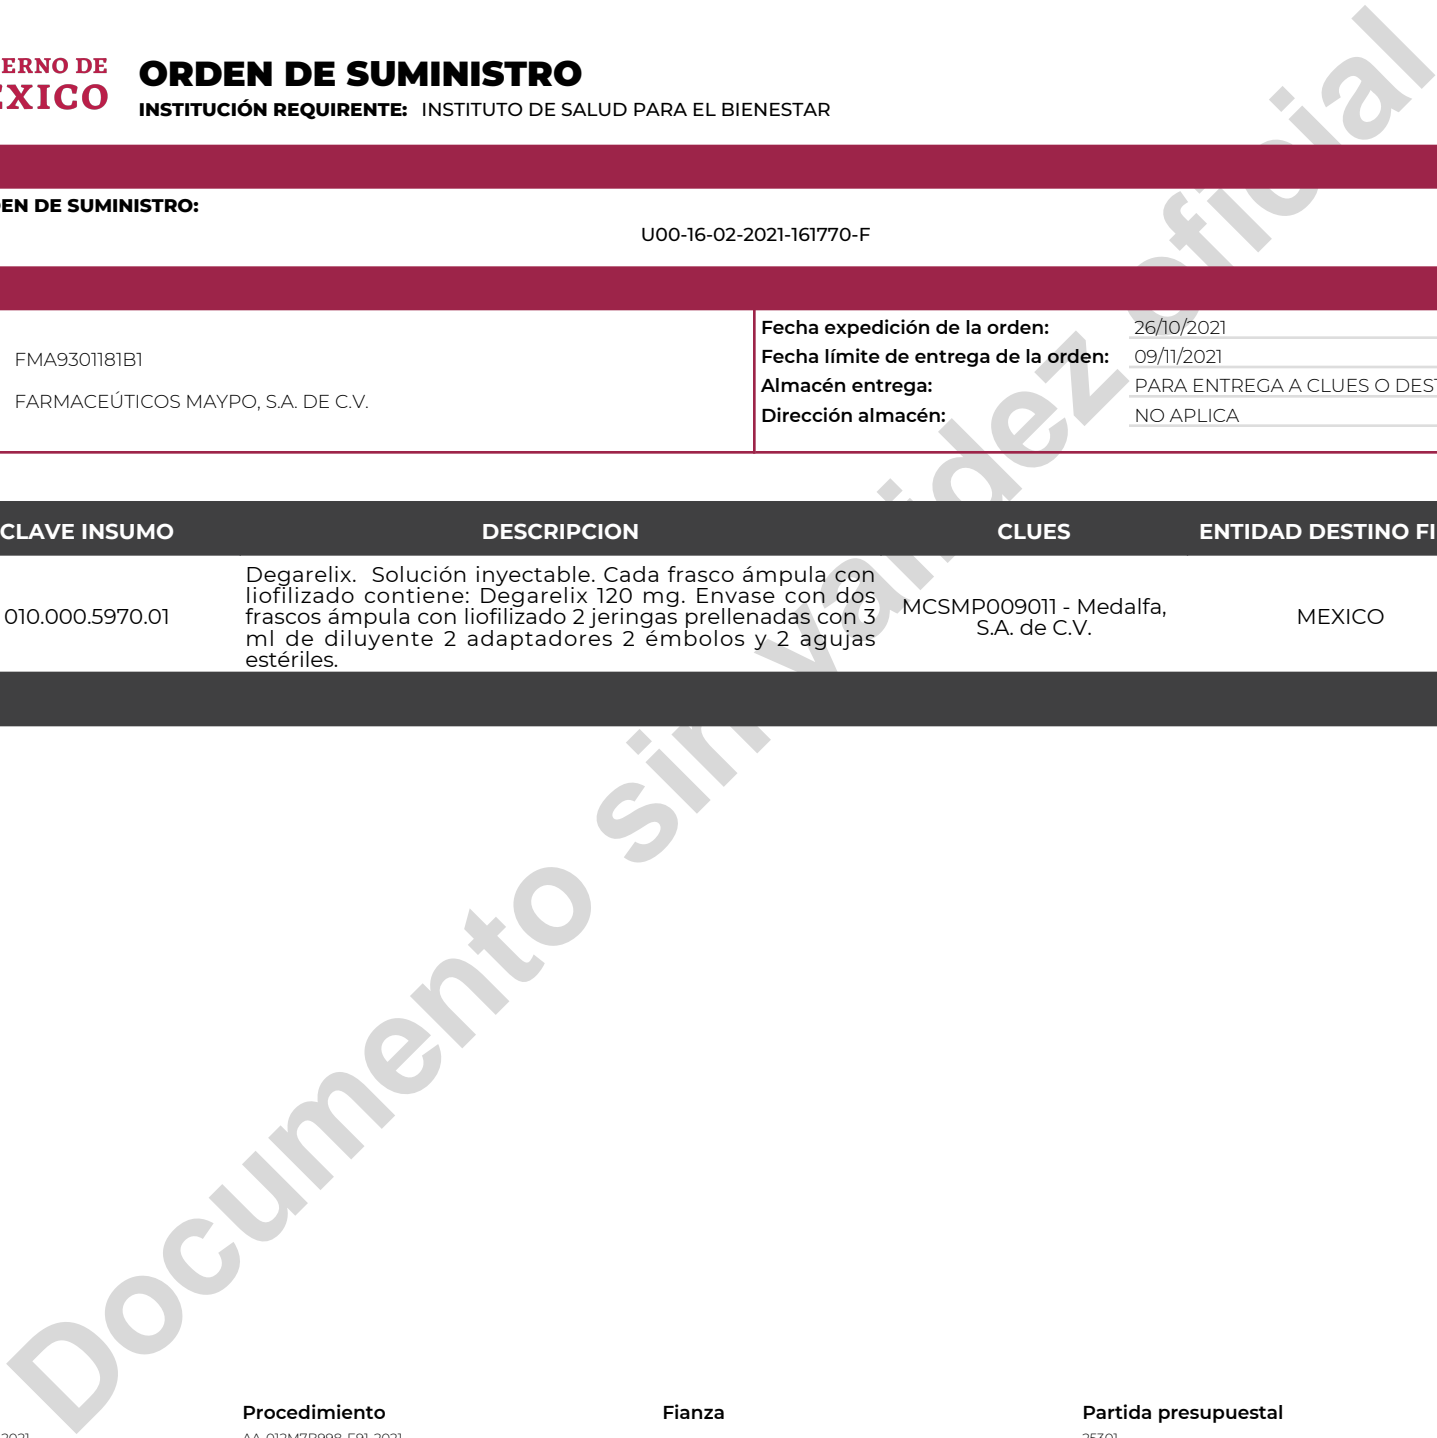 ERNO DE
ORDEN DE SUMINISTRO
INSTITUCIÓN REQUIRENTE: INSTITUTO DE SALUD PARA EL BIENESTAR
EN DE SUMINISTRO:
U00-16-02-2021-161770-F
FMA9301181B1
FARMACEÚTICOS MAYPO, S.A. DE C.V.
Fecha expedición de la orden: 26/10/2021
Fecha límite de entrega de la orden: 09/11/2021
Almacén entrega: PARA ENTREGA A CLUES O DEST
Dirección almacén: NO APLICA
CLAVE INSUMO DESCRIPCION CLUES ENTIDAD DESTINO FI
010.000.5970.01
Degarelix. Solución inyectable. Cada frasco ámpula con
liofilizado contiene: Degarelix 120 mg. Envase con dos
frascos ámpula con liofilizado 2 jeringas prellenadas con 3
ml de diluyente 2 adaptadores 2 émbolos y 2 agujas
estériles.
MCSMP009011 - Medalfa,
S.A. de C.V.
MEXICO
Documento sin validez oficial
Procedimiento Fianza Partida presupuestal